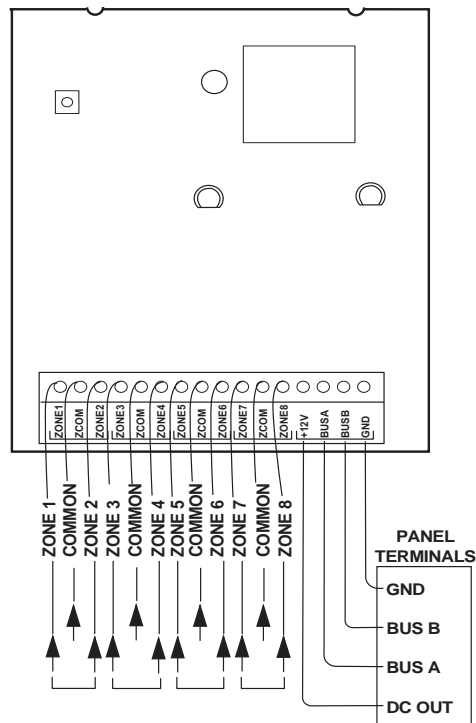 ZONE1
ZCOM
ZONE2
ZONE3
ZCOM
ZONE4
ZONE5
ZCOM
ZONE6
ZONE7
ZCOM
ZONE8
+12V
BUSA
BUSB
GND
ZONE 1
COMMON
ZONE 2
ZONE 3
COMMON
ZONE 4
ZONE 5
COMMON
ZONE 6
ZONE 7
COMMON
ZONE 8
PANEL
TERMINALS
GND
BUS B
BUS A
DC OUT